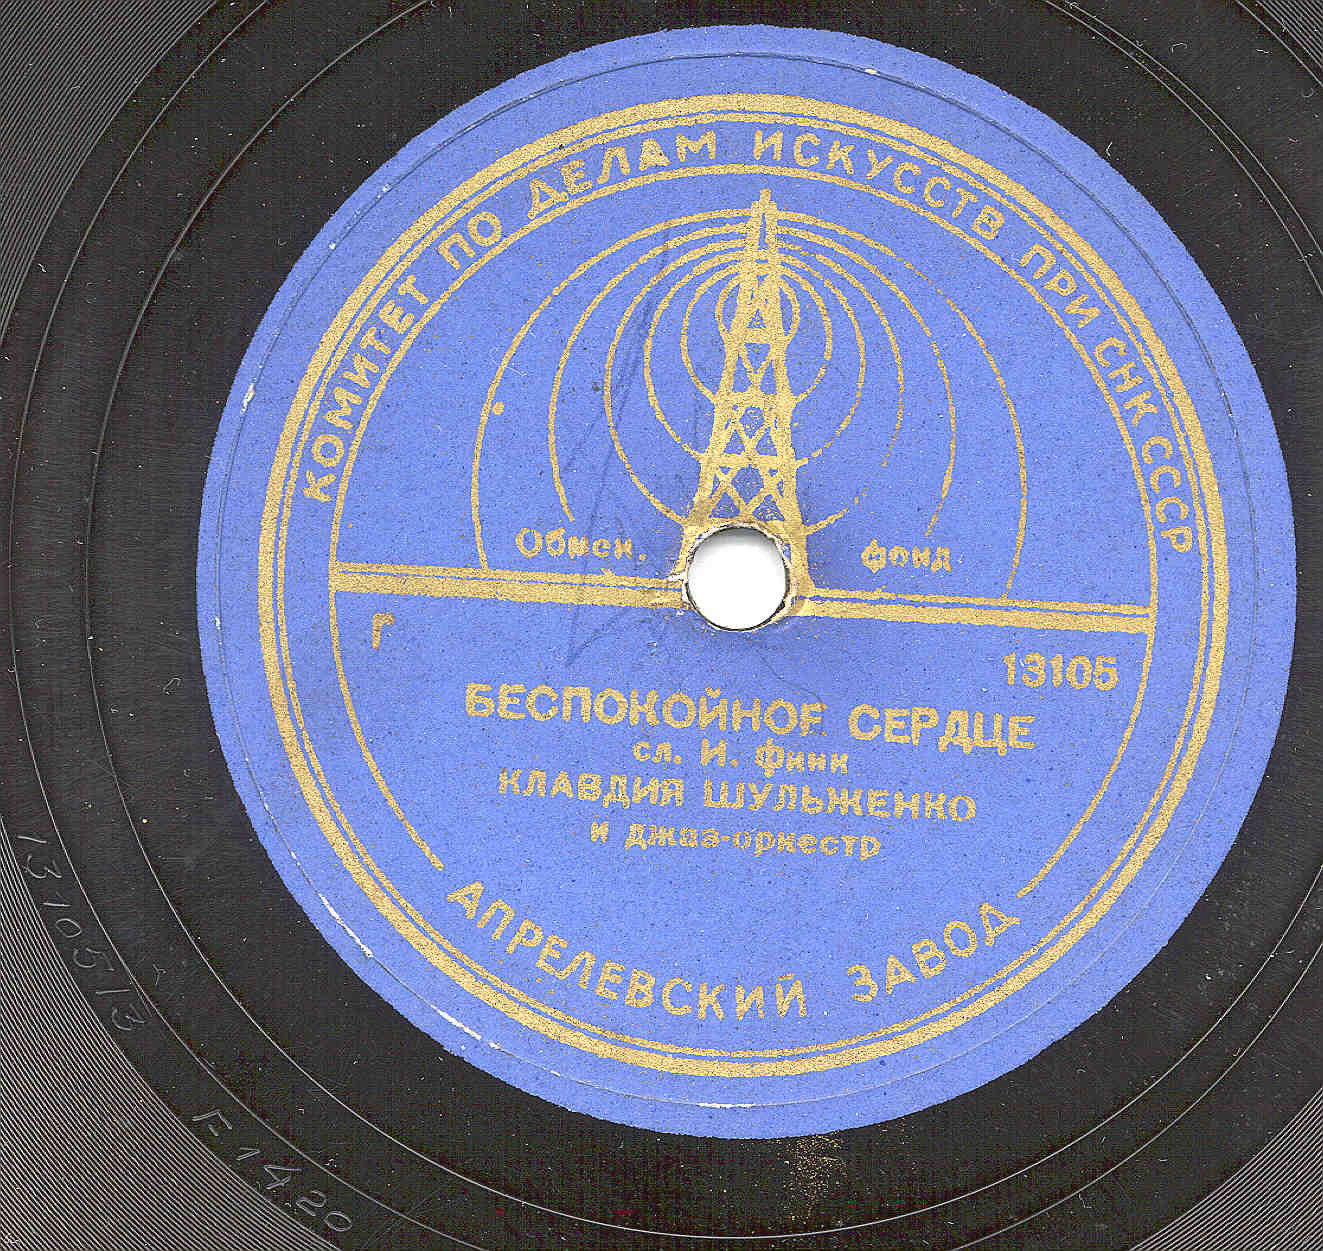 КОМИТЕТ ПО ДЕЛАМ ИСКУССТВ ПРИ СНК СССР
Обмен. фонд
Г 13105
БЕСПОКОЙНОЕ СЕРДЦЕ
сл. И. Финк
КЛАВДИЯ ШУЛЬЖЕНКО
и джаз-оркестр
АПРЕЛЕВСКИЙ ЗАВОД
13105/3
E1420